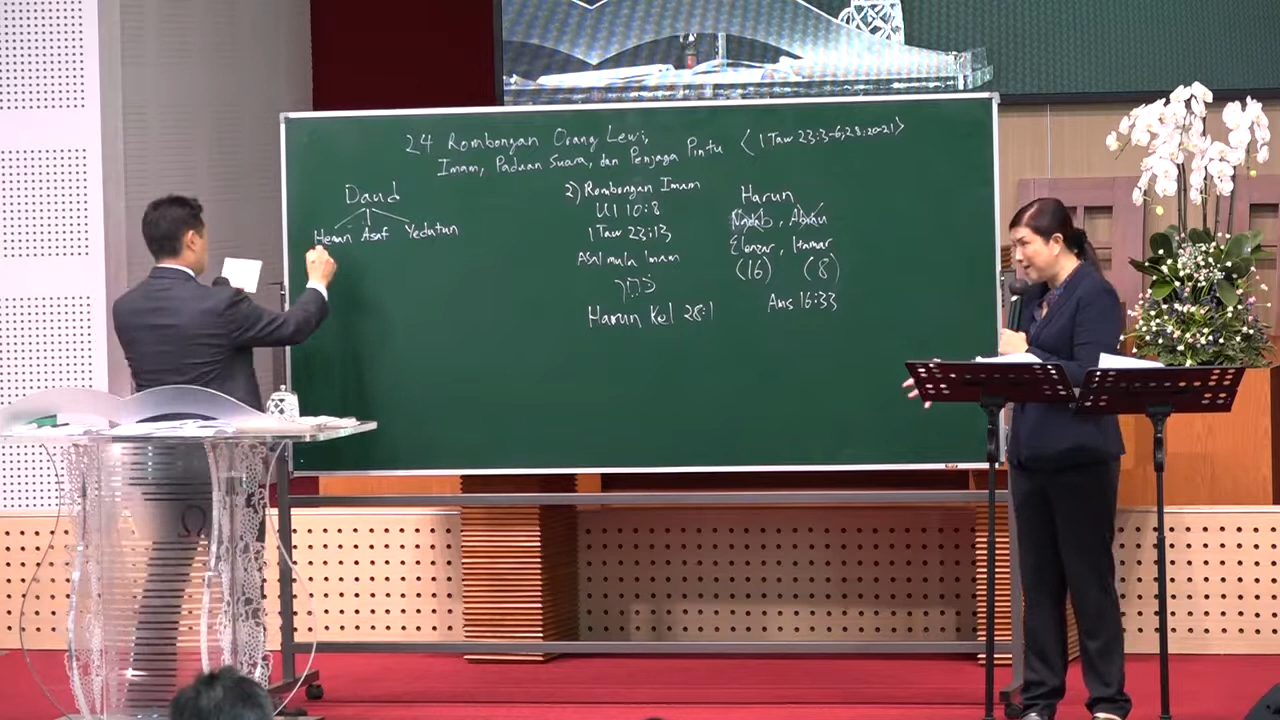 24 Rombongan Orang Lewi,
Imam, Paduan Suara, dan Penjaga Pintu
<1 Taw 23:3-6, 28:20-21>
Daud
Heman Asaf Yedutun
2) Rombongan Imam
Ul 10:8
1 Taw 23:13
Asal mula imam
Harun Kel 28:1
Harun
Nadab, Abihu
Eleazar, Itamar
(16) (8)
Ams 16:33
Ω